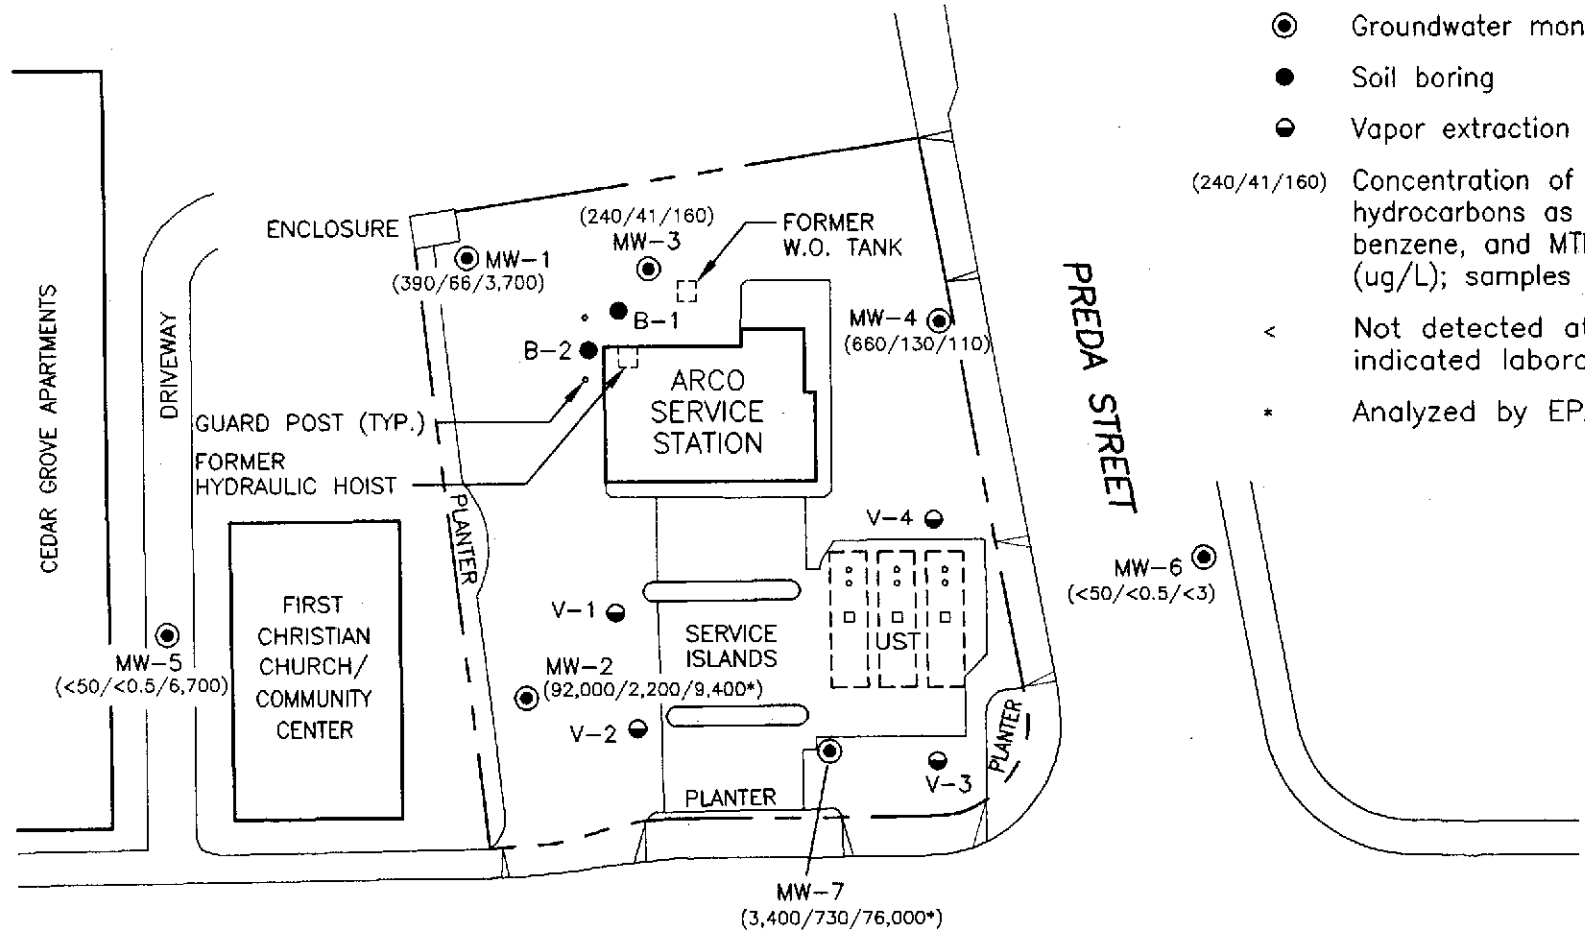 Groundwater mon
Soil boring
Vapor extraction
(240/41/160) Concentration of
hydrocarbons as
benzene, and MT
(ug/L); samples
< Not detected at
indicated labora
* Analyzed by EP
ENCLOSURE
(240/41/160)
MW-3
FORMER
W.O. TANK
MW-1
(390/66/3,700)
B-1
B-2
MW-4
(660/130/110)
PREDA STREET
CEDAR GROVE APARTMENTS
DRIVEWAY
ARCO
SERVICE
STATION
GUARD POST (TYP.)
FORMER
HYDRAULIC HOIST
PLANTER
V-4
MW-6
(<50/<0.5/<3)
FIRST
CHRISTIAN
CHURCH/
COMMUNITY
CENTER
V-1
SERVICE
ISLANDS
UST
MW-5
(<50/<0.5/6,700)
MW-2
(92,000/2,200/9,400*)
V-2
V-3
PLANTER
PLANTER
MW-7
(3,400/730/76,000*)